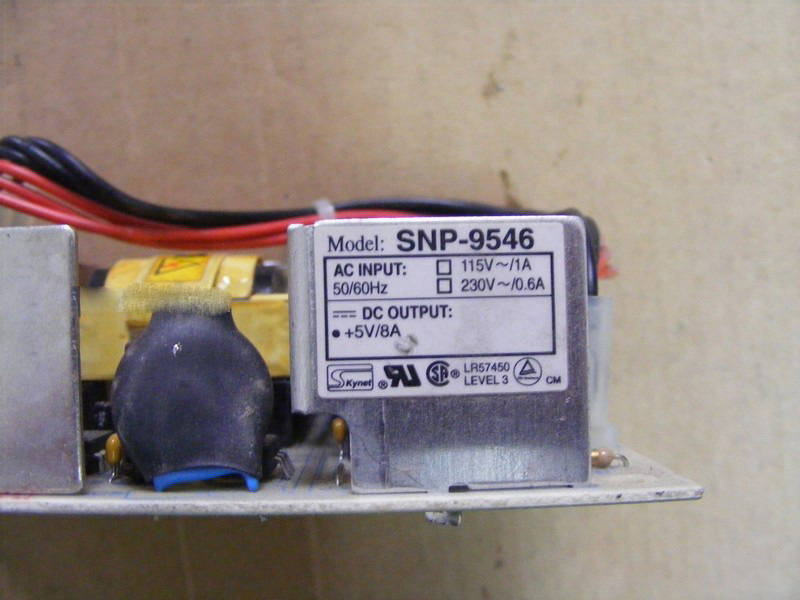 Model: SNP-9546
AC INPUT: 115V～/1A
50/60Hz 230V～/0.6A
DC OUTPUT:
+5V/8A
Skynet ® ® LR57450
LEVEL 3 CM